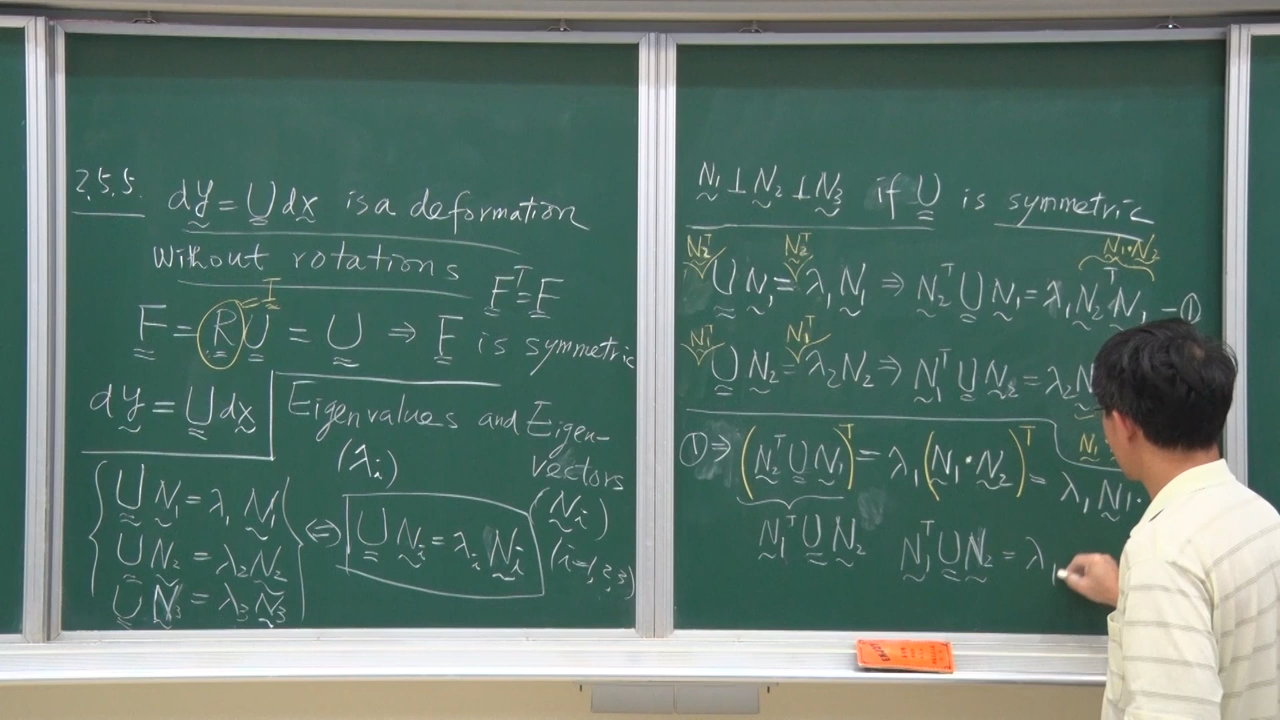 2.5.5. dy = U dx is a deformation
without rotations
F^T = F
= I
F = R U = U ⇒ F is symmetric
dy = U dx
Eigenvalues and Eigen-
vectors
(λi) (Ni)
(i=1,2,3)
U N1 = λ1 N1
U N2 = λ2 N2
U N3 = λ3 N3
⇔ U Ni = λi Ni
N1 ⊥ N2 ⊥ N3 if U is symmetric
N2^T N2^T N1 · N2
U N1 = λ1 N1 ⇒ N2^T U N1 = λ1 N2^T N1 — ①
N1^T N1^T
U N2 = λ2 N2 ⇒ N1^T U N2 = λ2 N
N1
① ⇒ (N2^T U N1)^T = λ1 (N1 · N2)^T = λ1 N1 ·
N1^T U N2 N1^T U N2 = λ1